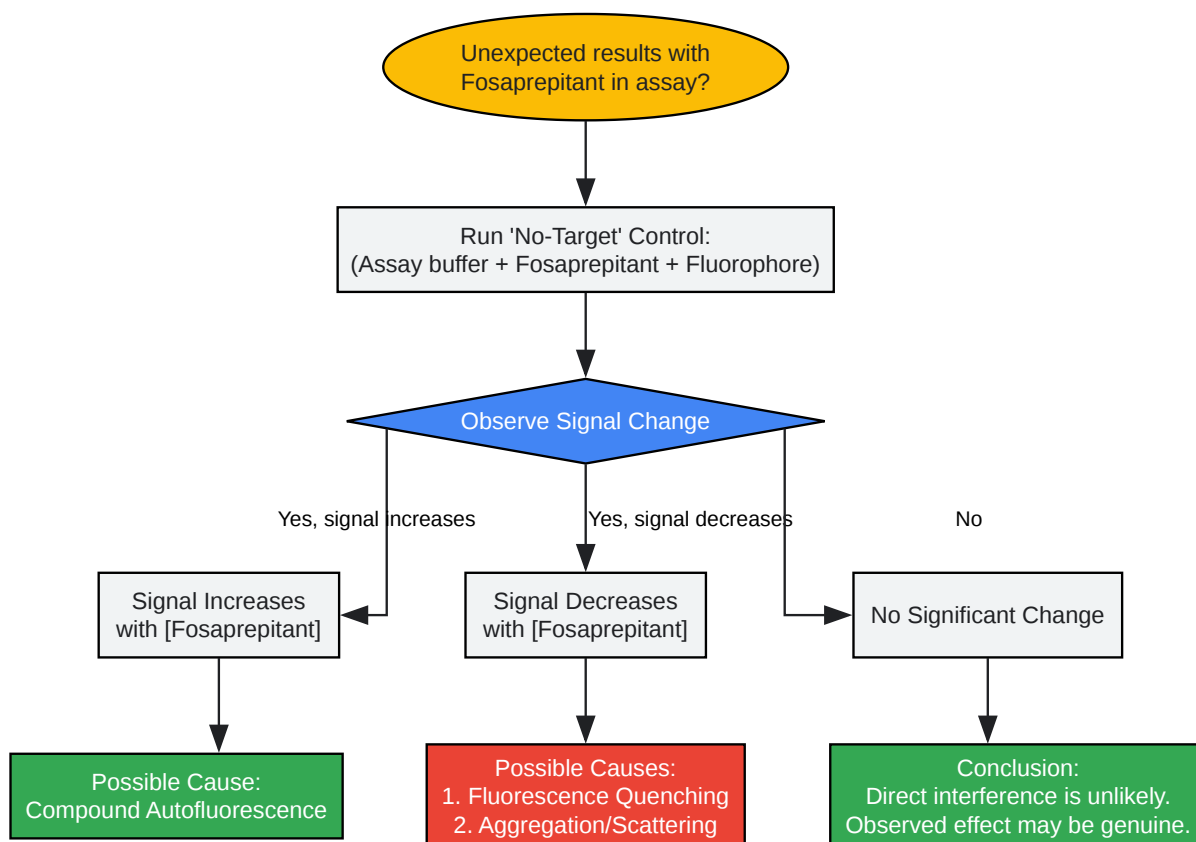 Unexpected results with
Fosaprepitant in assay?
Run 'No-Target' Control:
(Assay buffer + Fosaprepitant + Fluorophore)
Observe Signal Change
Yes, signal increases
Yes, signal decreases
No
Signal Increases
with [Fosaprepitant]
Signal Decreases
with [Fosaprepitant]
No Significant Change
Possible Cause:
Compound Autofluorescence
Possible Causes:
1. Fluorescence Quenching
2. Aggregation/Scattering
Conclusion:
Direct interference is unlikely.
Observed effect may be genuine.